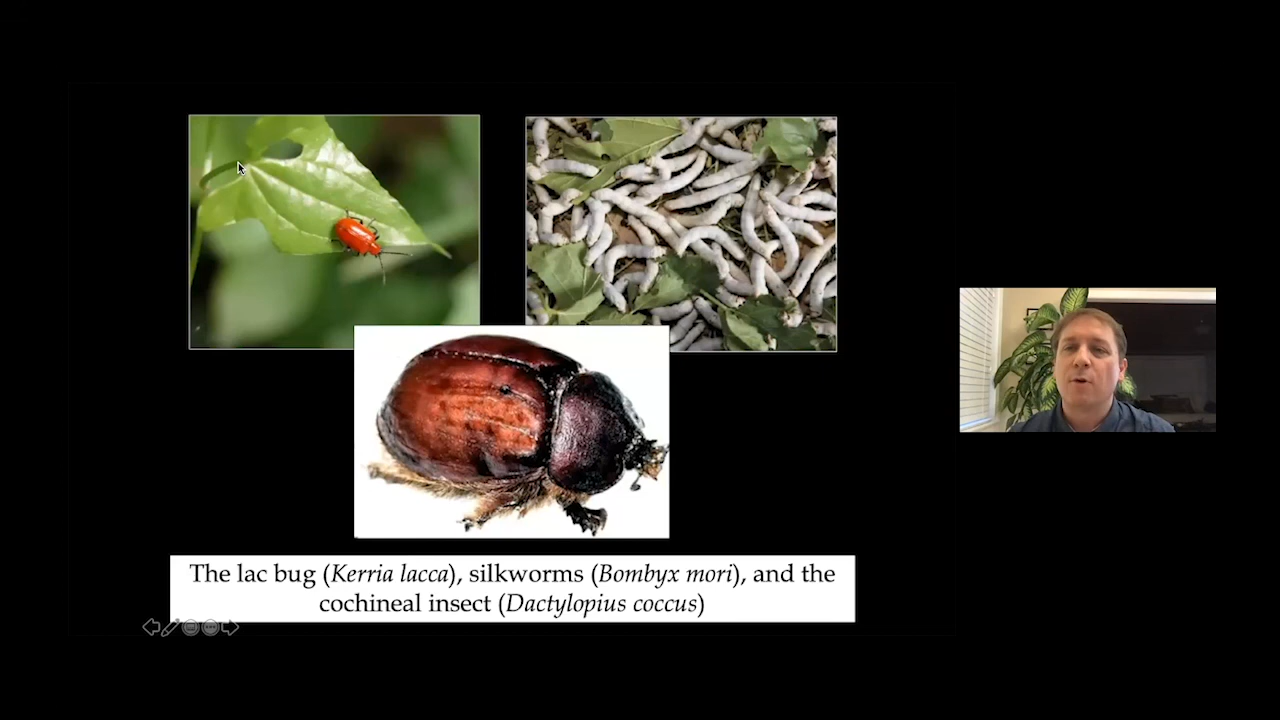 The lac bug (Kerria lacca), silkworms (Bombyx mori), and the
cochineal insect (Dactylopius coccus)